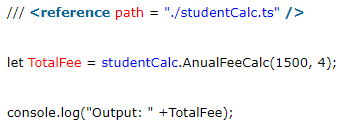 /// <reference path = "./studentCalc.ts" />
let TotalFee = studentCalc.AnualFeeCalc(1500, 4);
console.log("Output: " +TotalFee);